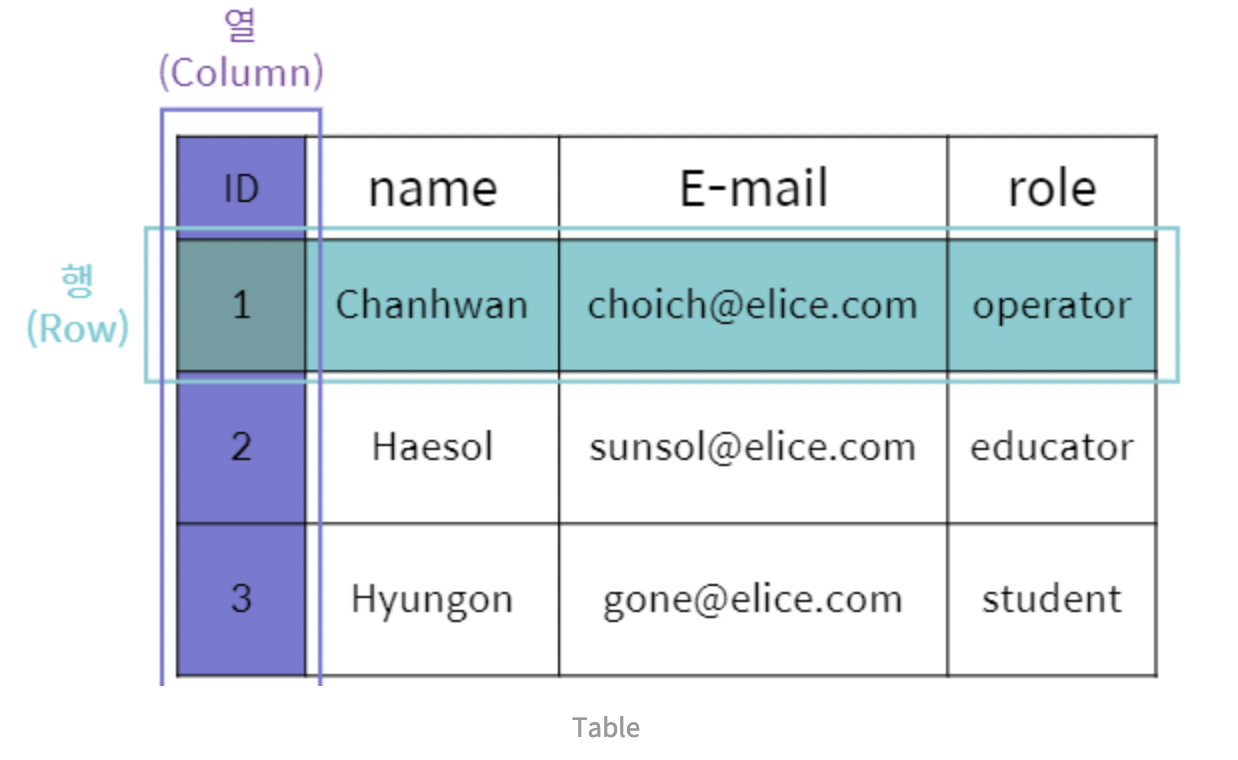 열
(Column)
ID name E-mail role
행
(Row)
1 Chanhwan choich@elice.com operator
2 Haesol sunsol@elice.com educator
3 Hyungon gone@elice.com student
Table